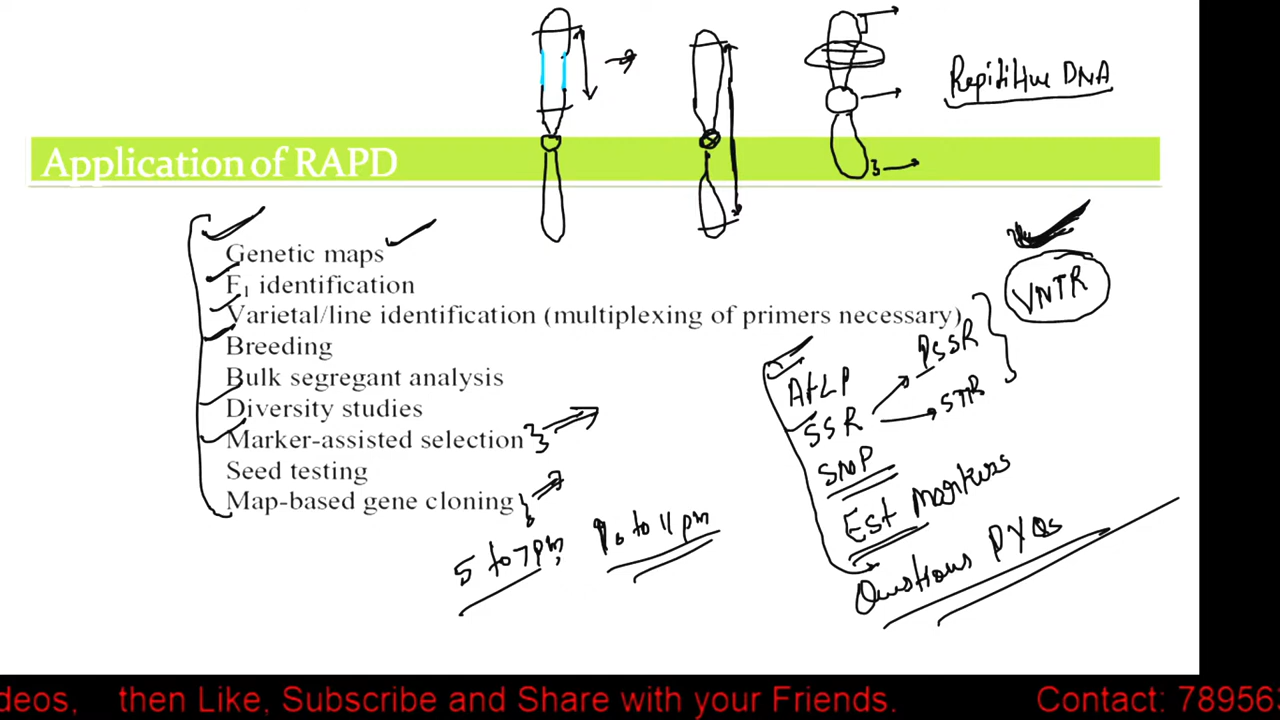 Repititive DNA
Application of RAPD
Genetic maps
F1 identification
Varietal/line identification (multiplexing of primers necessary)
Breeding
Bulk segregant analysis
Diversity studies
Marker-assisted selection
Seed testing
Map-based gene cloning
VNTR
AFLP
SSR
STR
SNP
Est Markers
Questions PYQs
5 to 7 pm,
to 11 pm
deos, then Like, Subscribe and Share with your Friends. Contact: 78956